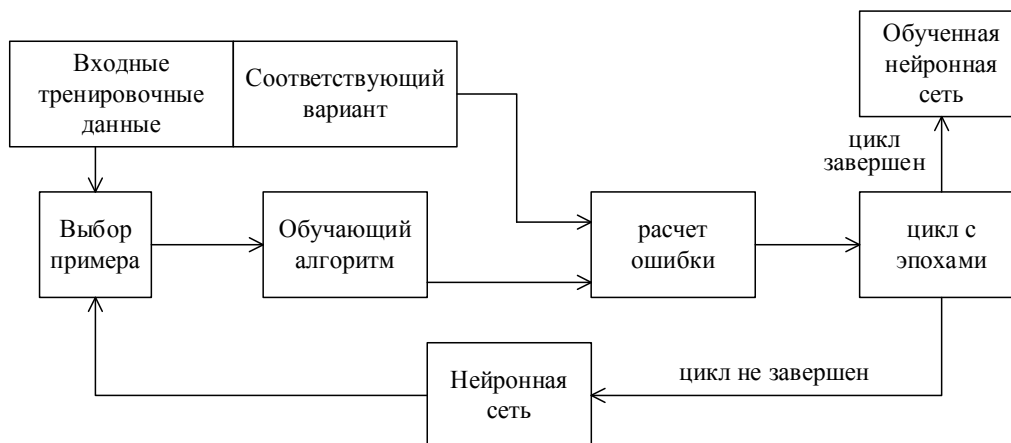 Входные
тренировочные
данные
Соответствующий
вариант
Обученная
нейронная
сеть
цикл
завершен
Выбор
примера
Обучающий
алгоритм
расчет
ошибки
цикл с
эпохами
Нейронная
сеть
цикл не завершен